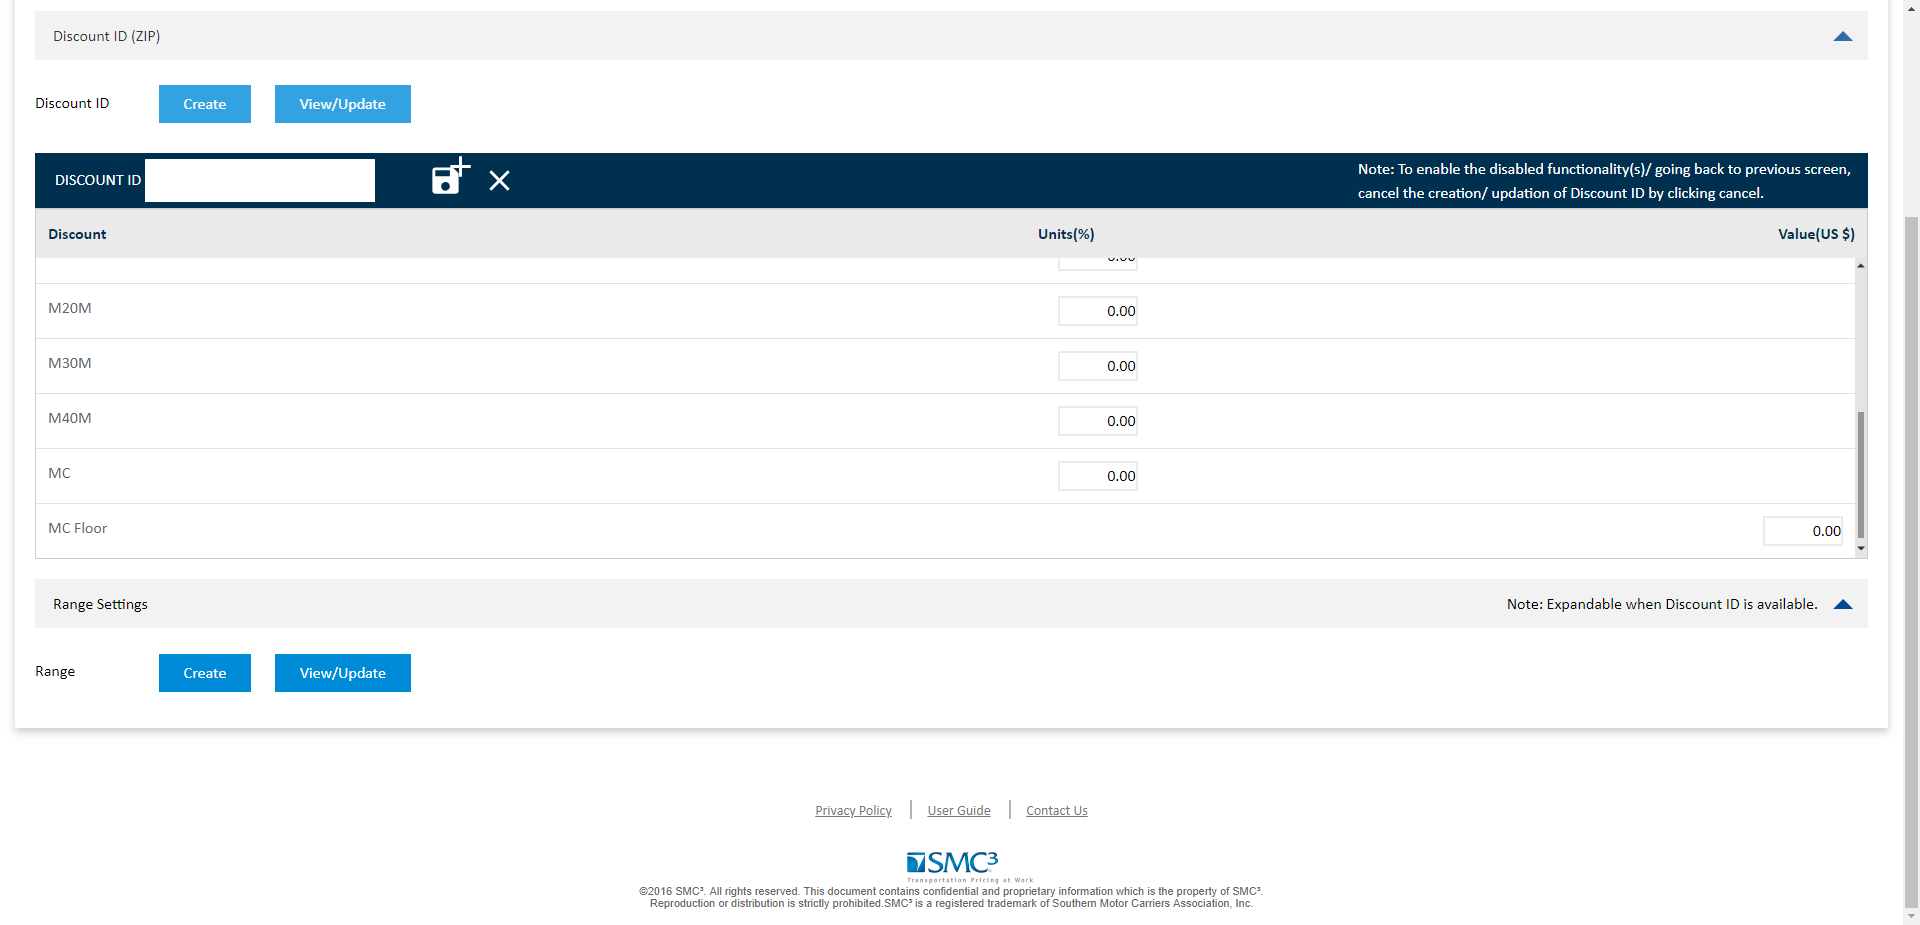 Discount ID (ZIP)
Discount ID
Create
View/Update
DISCOUNT ID
Note: To enable the disabled functionality(s)/ going back to previous screen,
cancel the creation/ updation of Discount ID by clicking cancel.
Discount
Units(%)
Value(US $)
0.00
M20M
0.00
M30M
0.00
M40M
0.00
MC
0.00
MC Floor
0.00
Range Settings
Note: Expandable when Discount ID is available.
Range
Create
View/Update
Privacy Policy
User Guide
Contact Us
SMC³
Transportation Pricing at Work
©2016 SMC³. All rights reserved. This document contains confidential and proprietary information which is the property of SMC³.
Reproduction or distribution is strictly prohibited.SMC³ is a registered trademark of Southern Motor Carriers Association, Inc.